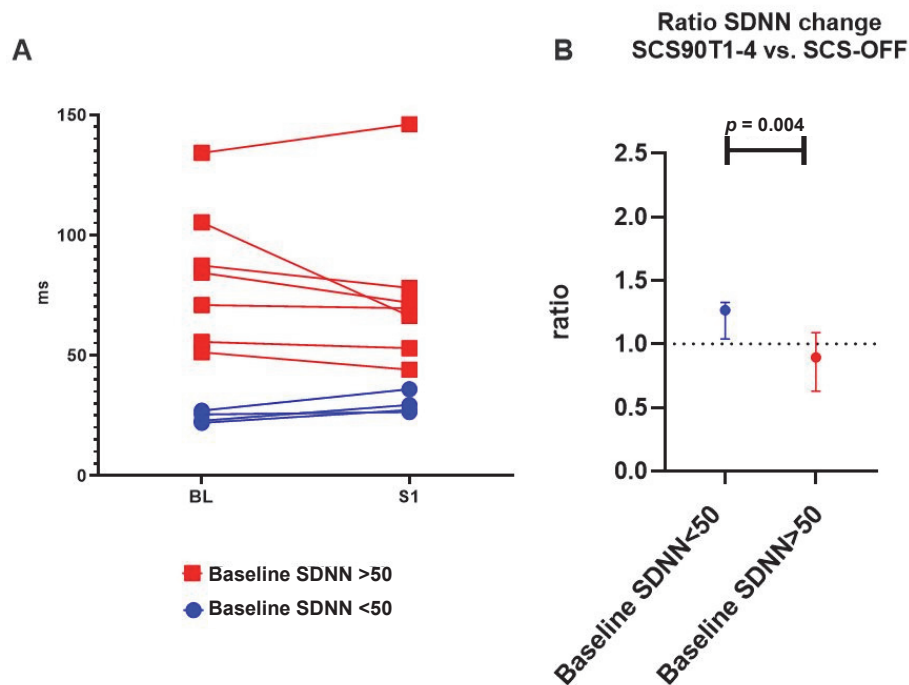 A
150
100
50
0
ms
BL
S1
Baseline SDNN >50
Baseline SDNN <50
B
Ratio SDNN change
SCS90T1-4 vs. SCS-OFF
p = 0.004
2.5
2.0
1.5
1.0
0.5
0.0
ratio
Baseline SDNN<50
Baseline SDNN>50